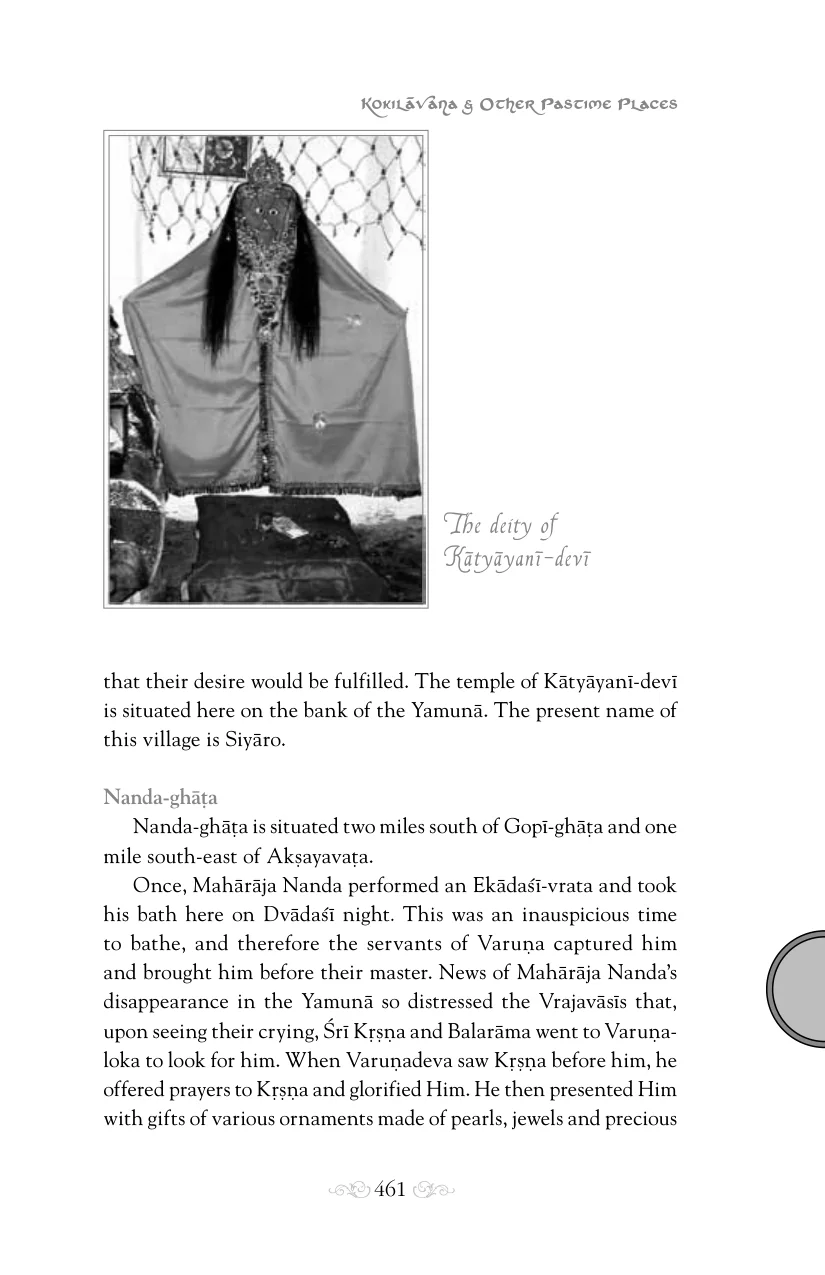 Kokilāvana & Other Pastime Places
The deity of
Kātyāyanī-devī
that their desire would be fulfilled. The temple of Kātyāyanī-devī
is situated here on the bank of the Yamunā. The present name of
this village is Siyāro.
Nanda-ghāṭa
Nanda-ghāṭa is situated two miles south of Gopī-ghāṭa and one
mile south-east of Akṣayavaṭa.
Once, Mahārāja Nanda performed an Ekādaśī-vrata and took
his bath here on Dvādaśī night. This was an inauspicious time
to bathe, and therefore the servants of Varuṇa captured him
and brought him before their master. News of Mahārāja Nanda’s
disappearance in the Yamunā so distressed the Vrajavāsīs that,
upon seeing their crying, Śrī Kṛṣṇa and Balarāma went to Varuṇa-
loka to look for him. When Varuṇadeva saw Kṛṣṇa before him, he
offered prayers to Kṛṣṇa and glorified Him. He then presented Him
with gifts of various ornaments made of pearls, jewels and precious
461